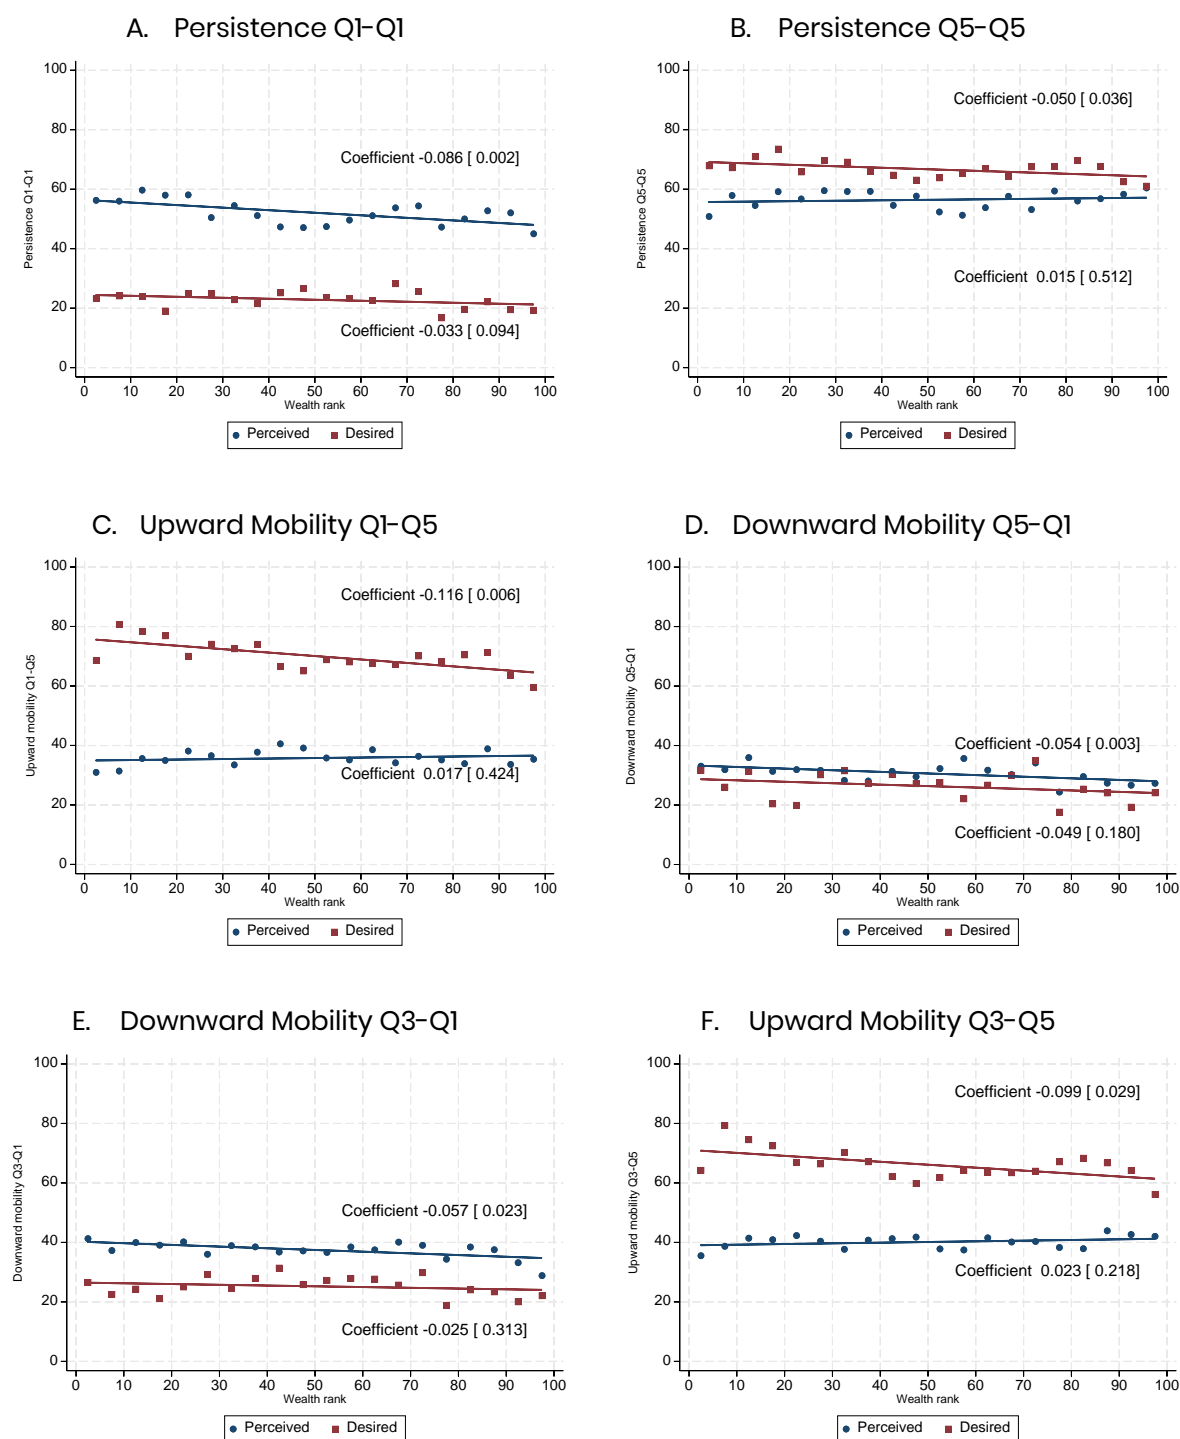 A. Persistence Q1-Q1
100
80
60
40
20
0
Persistence Q1-Q1
Coefficient -0.086 [ 0.002]
Coefficient -0.033 [ 0.094]
0 10 20 30 40 50 60 70 80 90 100
Wealth rank
Perceived Desired
B. Persistence Q5-Q5
100
80
60
40
20
0
Persistence Q5-Q5
Coefficient -0.050 [ 0.036]
Coefficient 0.015 [ 0.512]
0 10 20 30 40 50 60 70 80 90 100
Wealth rank
Perceived Desired
C. Upward Mobility Q1-Q5
100
80
60
40
20
0
Upward mobility Q1-Q5
Coefficient -0.116 [ 0.006]
Coefficient 0.017 [ 0.424]
0 10 20 30 40 50 60 70 80 90 100
Wealth rank
Perceived Desired
D. Downward Mobility Q5-Q1
100
80
60
40
20
0
Downward mobility Q5-Q1
Coefficient -0.054 [ 0.003]
Coefficient -0.049 [ 0.180]
0 10 20 30 40 50 60 70 80 90 100
Wealth rank
Perceived Desired
E. Downward Mobility Q3-Q1
100
80
60
40
20
0
Downward mobility Q3-Q1
Coefficient -0.057 [ 0.023]
Coefficient -0.025 [ 0.313]
0 10 20 30 40 50 60 70 80 90 100
Wealth rank
Perceived Desired
F. Upward Mobility Q3-Q5
100
80
60
40
20
0
Upward mobility Q3-Q5
Coefficient -0.099 [ 0.029]
Coefficient 0.023 [ 0.218]
0 10 20 30 40 50 60 70 80 90 100
Wealth rank
Perceived Desired